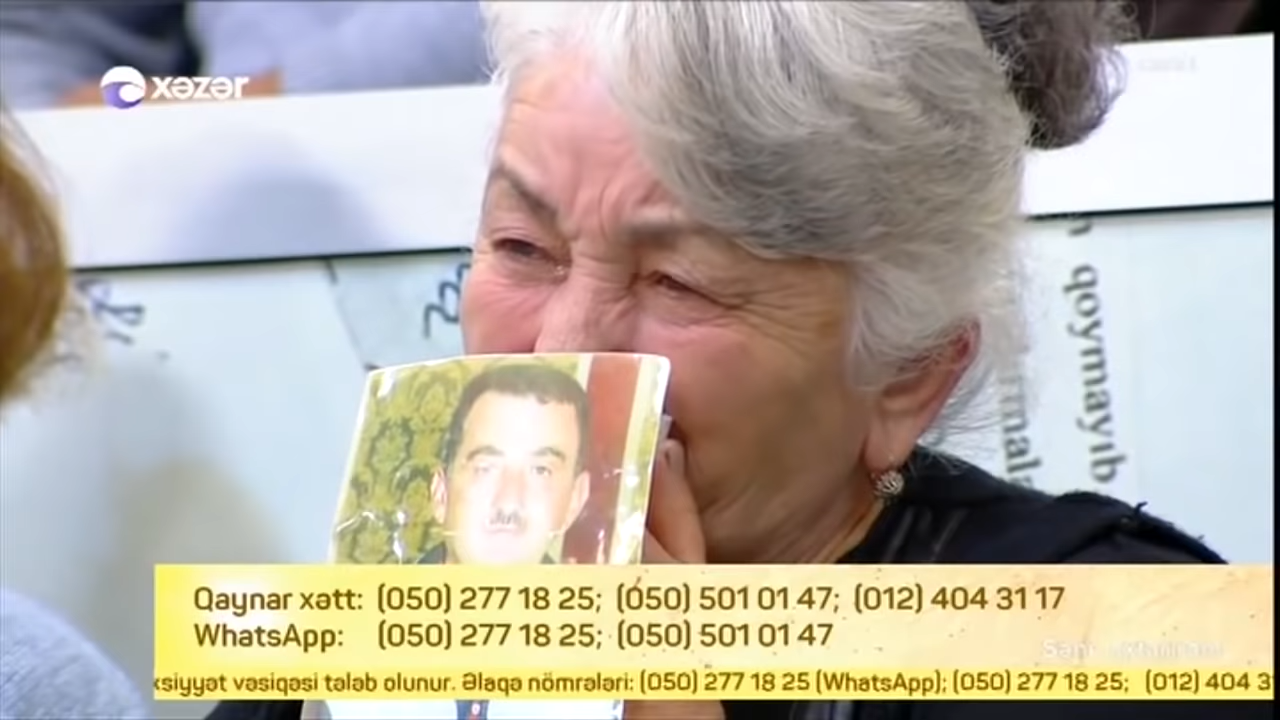 xəzər
qoymayıb
Qaynar xətt: (050) 277 18 25; (050) 501 01 47; (012) 404 31 17
WhatsApp: (050) 277 18 25; (050) 501 01 47
ksiyyət vəsiqəsi tələb olunur. Əlaqə nömrələri: (050) 277 18 25 (WhatsApp); (050) 277 18 25; (012) 404 3